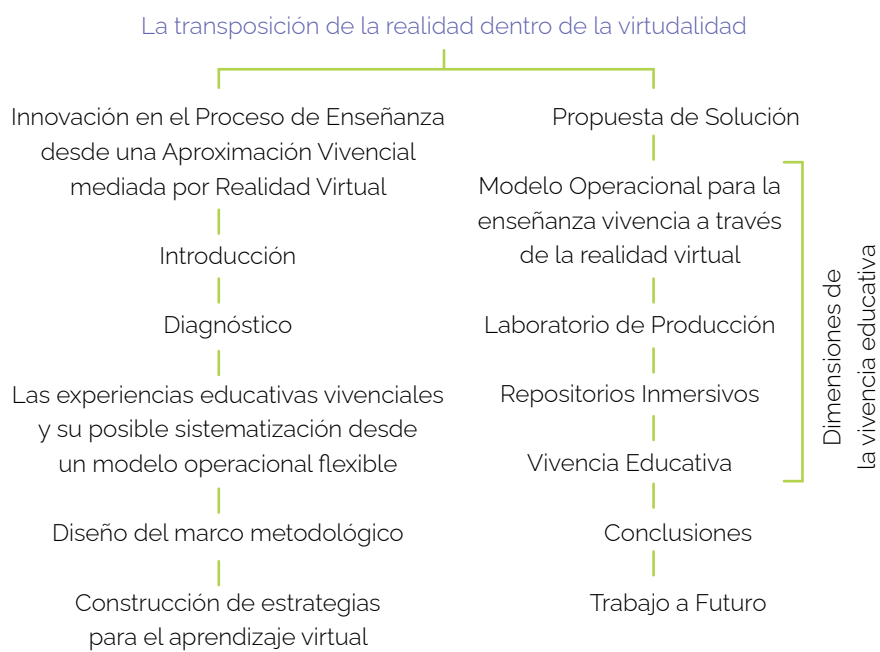 La transposición de la realidad dentro de la virtudalidad
Innovación en el Proceso de Enseñanza
desde una Aproximación Vivencial
mediada por Realidad Virtual
Introducción
Diagnóstico
Las experiencias educativas vivenciales
y su posible sistematización desde
un modelo operacional flexible
Diseño del marco metodológico
Construcción de estrategias
para el aprendizaje virtual
Propuesta de Solución
Modelo Operacional para la
enseñanza vivencia a través
de la realidad virtual
Laboratorio de Producción
Repositorios Inmersivos
Vivencia Educativa
Conclusiones
Trabajo a Futuro
Dimensiones de
la vivencia educativa